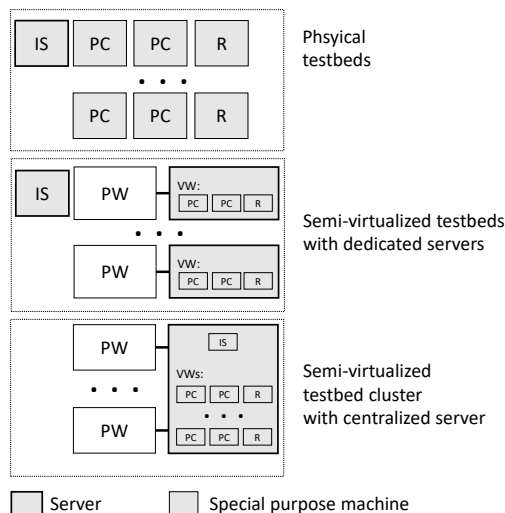 IS PC PC R
Phsyical
testbeds
. . .
PC PC R
IS PW VW:
PC PC R
. . .
Semi-virtualized testbeds
with dedicated servers
PW VW:
PC PC R
PW IS
VWs:
. . . PC PC R
. . .
PW PC PC R
Semi-virtualized
testbed cluster
with centralized server
Server Special purpose machine